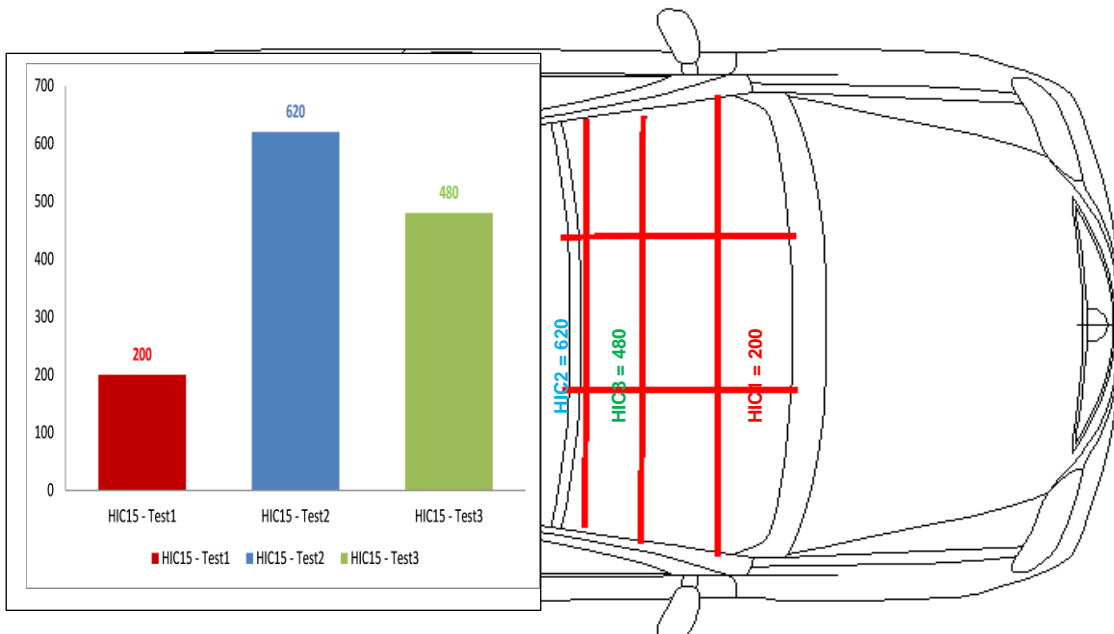 700
600
500
400
300
200
100
0
620
480
200
HIC15 - Test1
HIC15 - Test2
HIC15 - Test3
HIC15 - Test1
HIC15 - Test2
HIC15 - Test3
HIC2 = 620
HIC3 = 480
HIC1 = 200